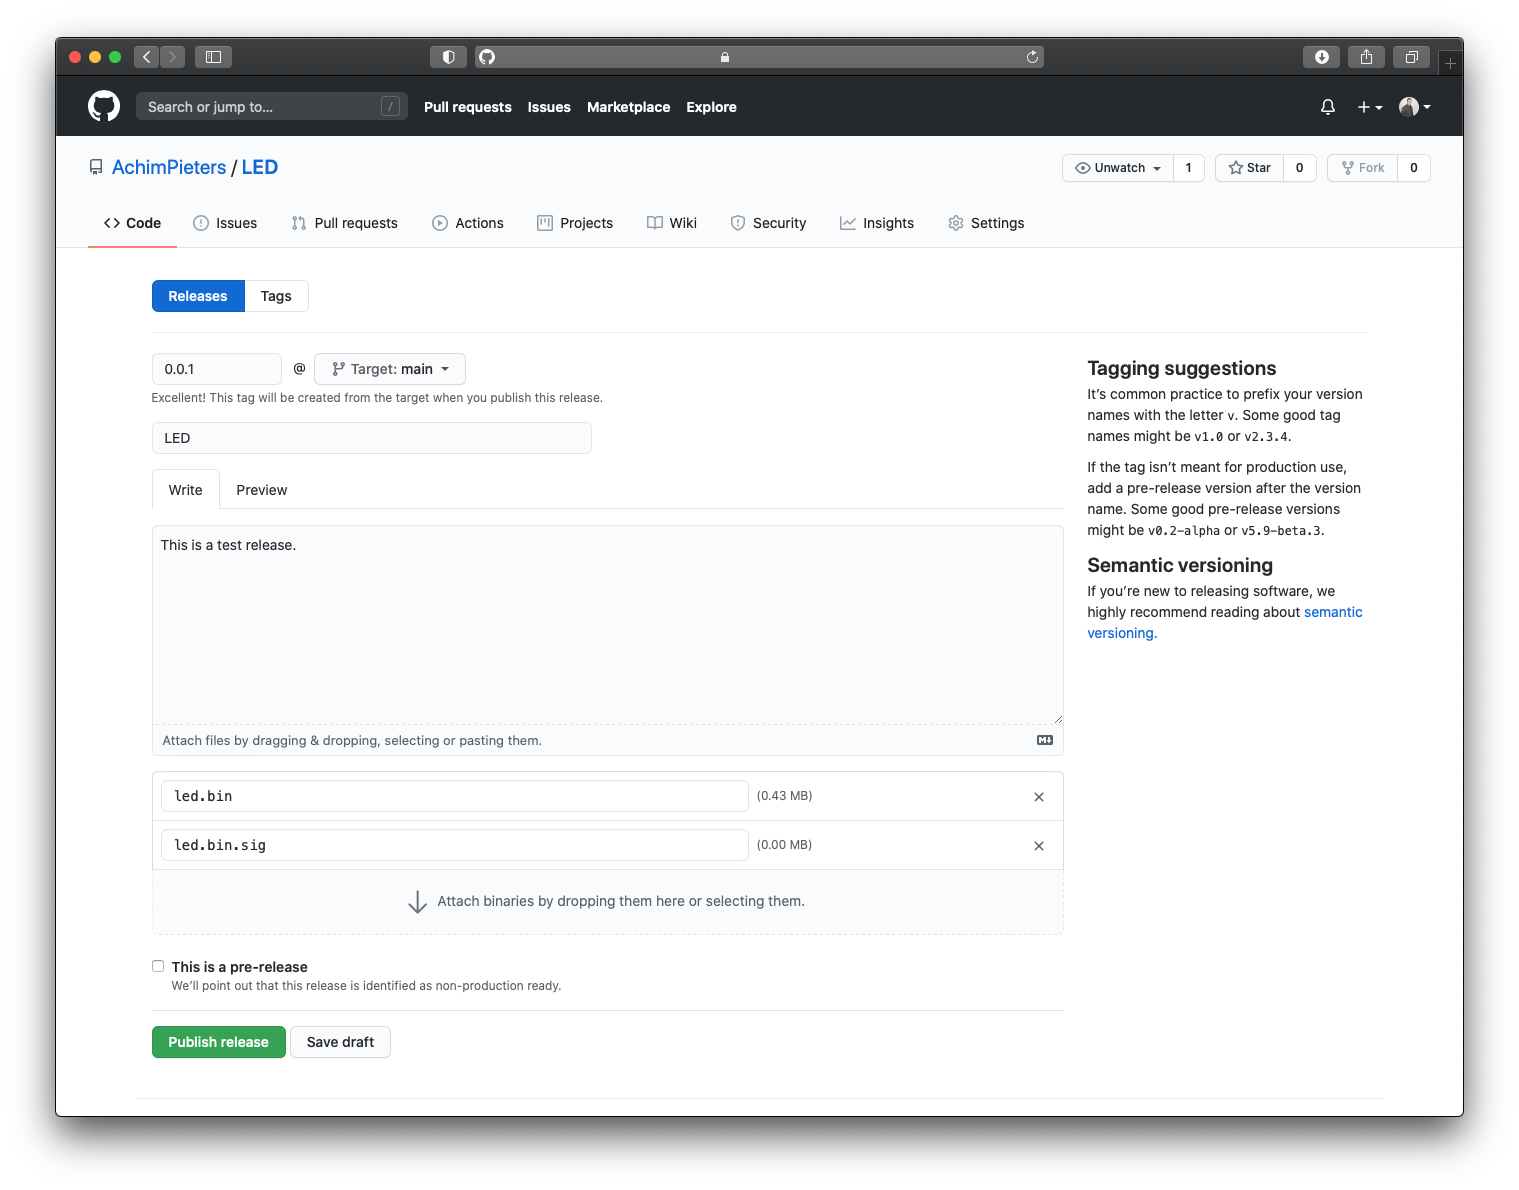 Search or jump to... /
Pull requests Issues Marketplace Explore
AchimPieters / LED
Unwatch 1 Star 0 Fork 0
Code Issues Pull requests Actions Projects Wiki Security Insights Settings
Releases Tags
0.0.1 @ Target: main
Excellent! This tag will be created from the target when you publish this release.
LED
Write Preview
This is a test release.
Attach files by dragging & dropping, selecting or pasting them.
led.bin (0.43 MB)
led.bin.sig (0.00 MB)
Attach binaries by dropping them here or selecting them.
This is a pre-release
We'll point out that this release is identified as non-production ready.
Publish release Save draft
Tagging suggestions
It's common practice to prefix your version
names with the letter v. Some good tag
names might be v1.0 or v2.3.4.
If the tag isn't meant for production use,
add a pre-release version after the version
name. Some good pre-release versions
might be v0.2-alpha or v5.9-beta.3.
Semantic versioning
If you're new to releasing software, we
highly recommend reading about semantic
versioning.